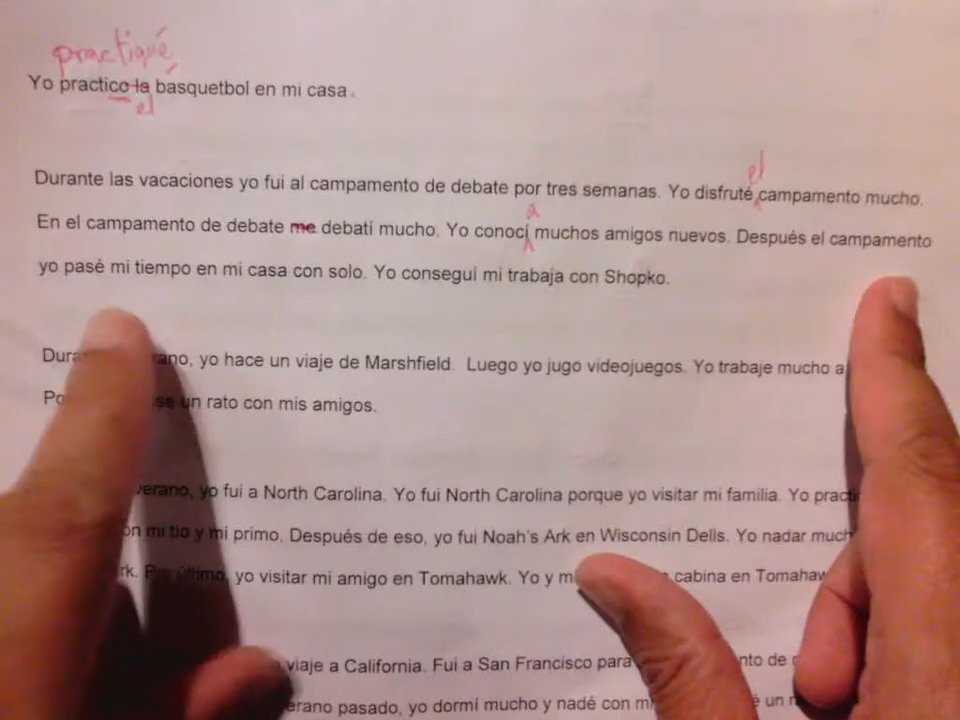 practiqué
Yo practico la basquetbol en mi casa.
el
el
Durante las vacaciones yo fui al campamento de debate por tres semanas. Yo disfruté campamento mucho.
a
En el campamento de debate me debatí mucho. Yo conocí muchos amigos nuevos. Después el campamento
yo pasé mi tiempo en mi casa con solo. Yo conseguí mi trabaja con Shopko.
yo hace un viaje de Marshfield. Luego yo jugo videojuegos. Yo trabaje mucho
un rato con mis amigos.
verano, yo fui a North Carolina. Yo fui North Carolina porque yo visitar mi familia. Yo
mi tio y mi primo. Después de eso, yo fui Noah's Ark en Wisconsin Dells. Yo nadar
último, yo visitar mi amigo en Tomahawk. Yo y cabina en
viaje a California. Fui a San Francisco para de
pasado, yo dormí mucho y nadé con un